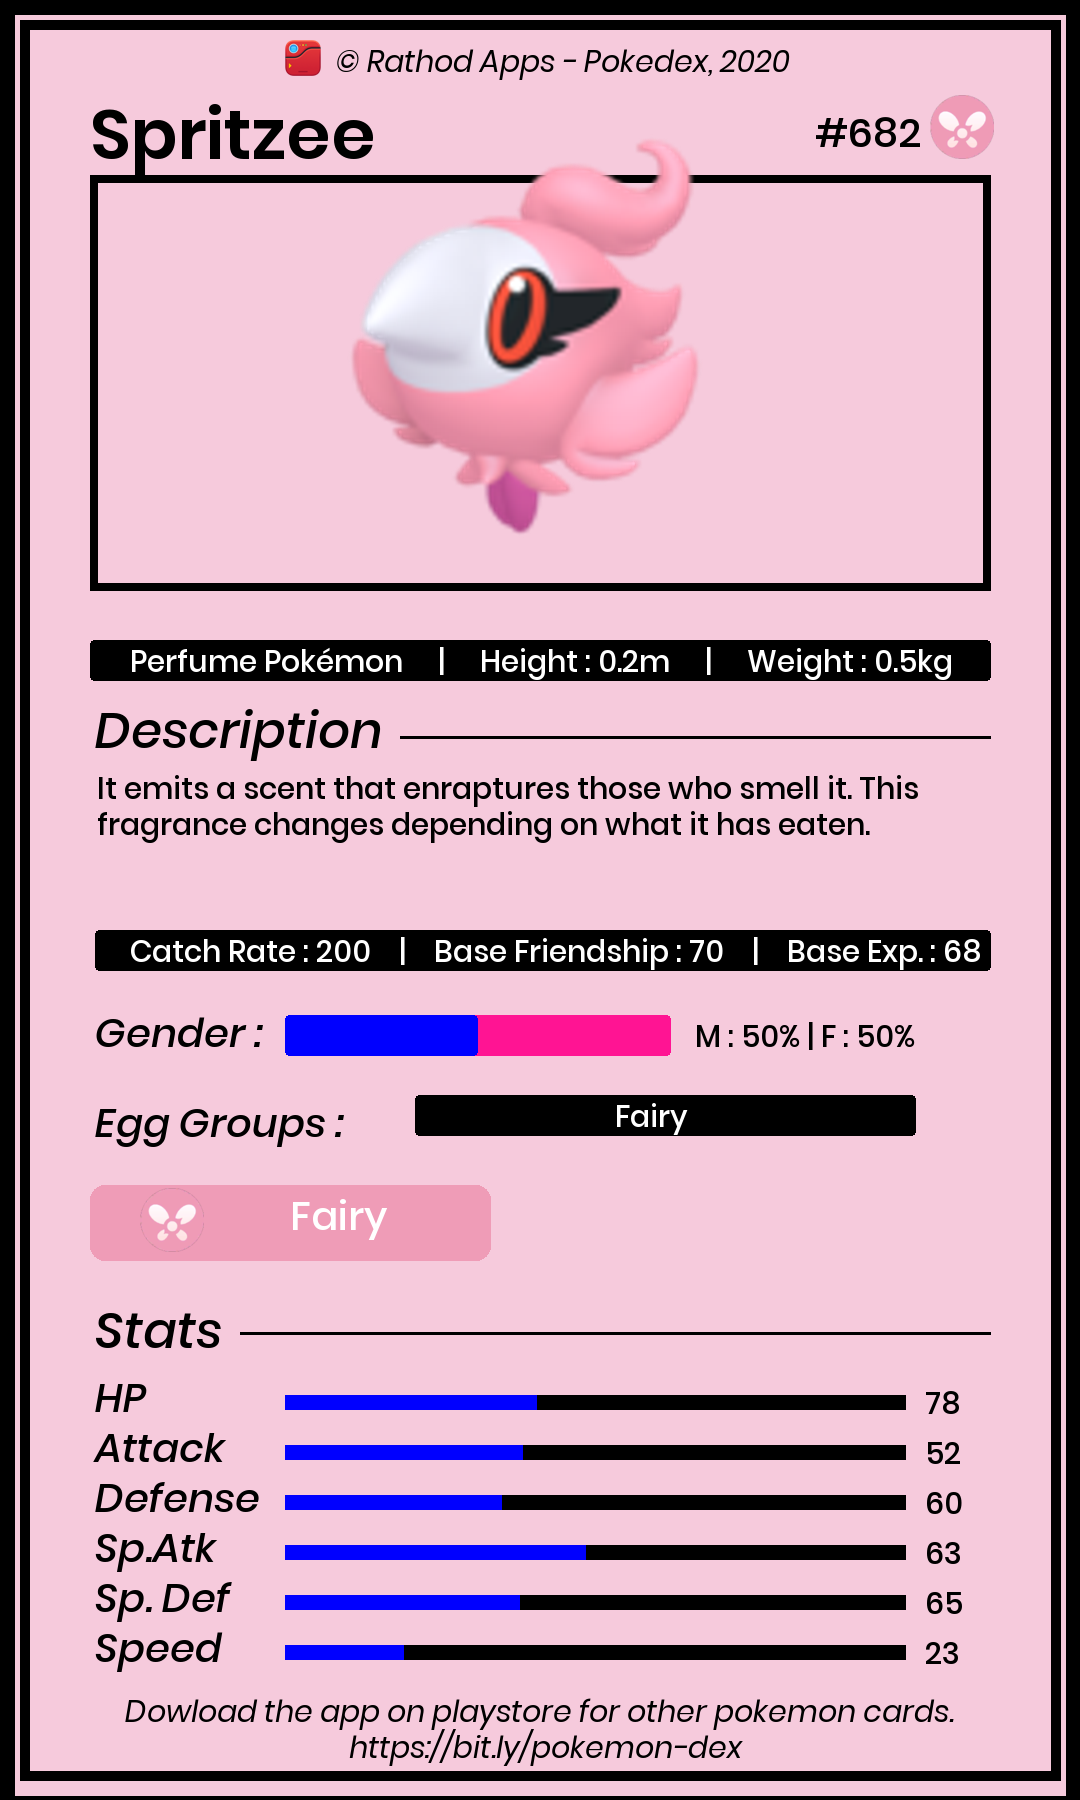 © Rathod Apps - Pokedex, 2020
Spritzee
#682
Perfume Pokémon | Height : 0.2m | Weight : 0.5kg
Description
It emits a scent that enraptures those who smell it. This
fragrance changes depending on what it has eaten.
Catch Rate : 200 | Base Friendship : 70 | Base Exp. : 68
Gender : M : 50% | F : 50%
Egg Groups : Fairy
Fairy
Stats
HP 78
Attack 52
Defense 60
Sp.Atk 63
Sp. Def 65
Speed 23
Dowload the app on playstore for other pokemon cards.
https://bit.ly/pokemon-dex